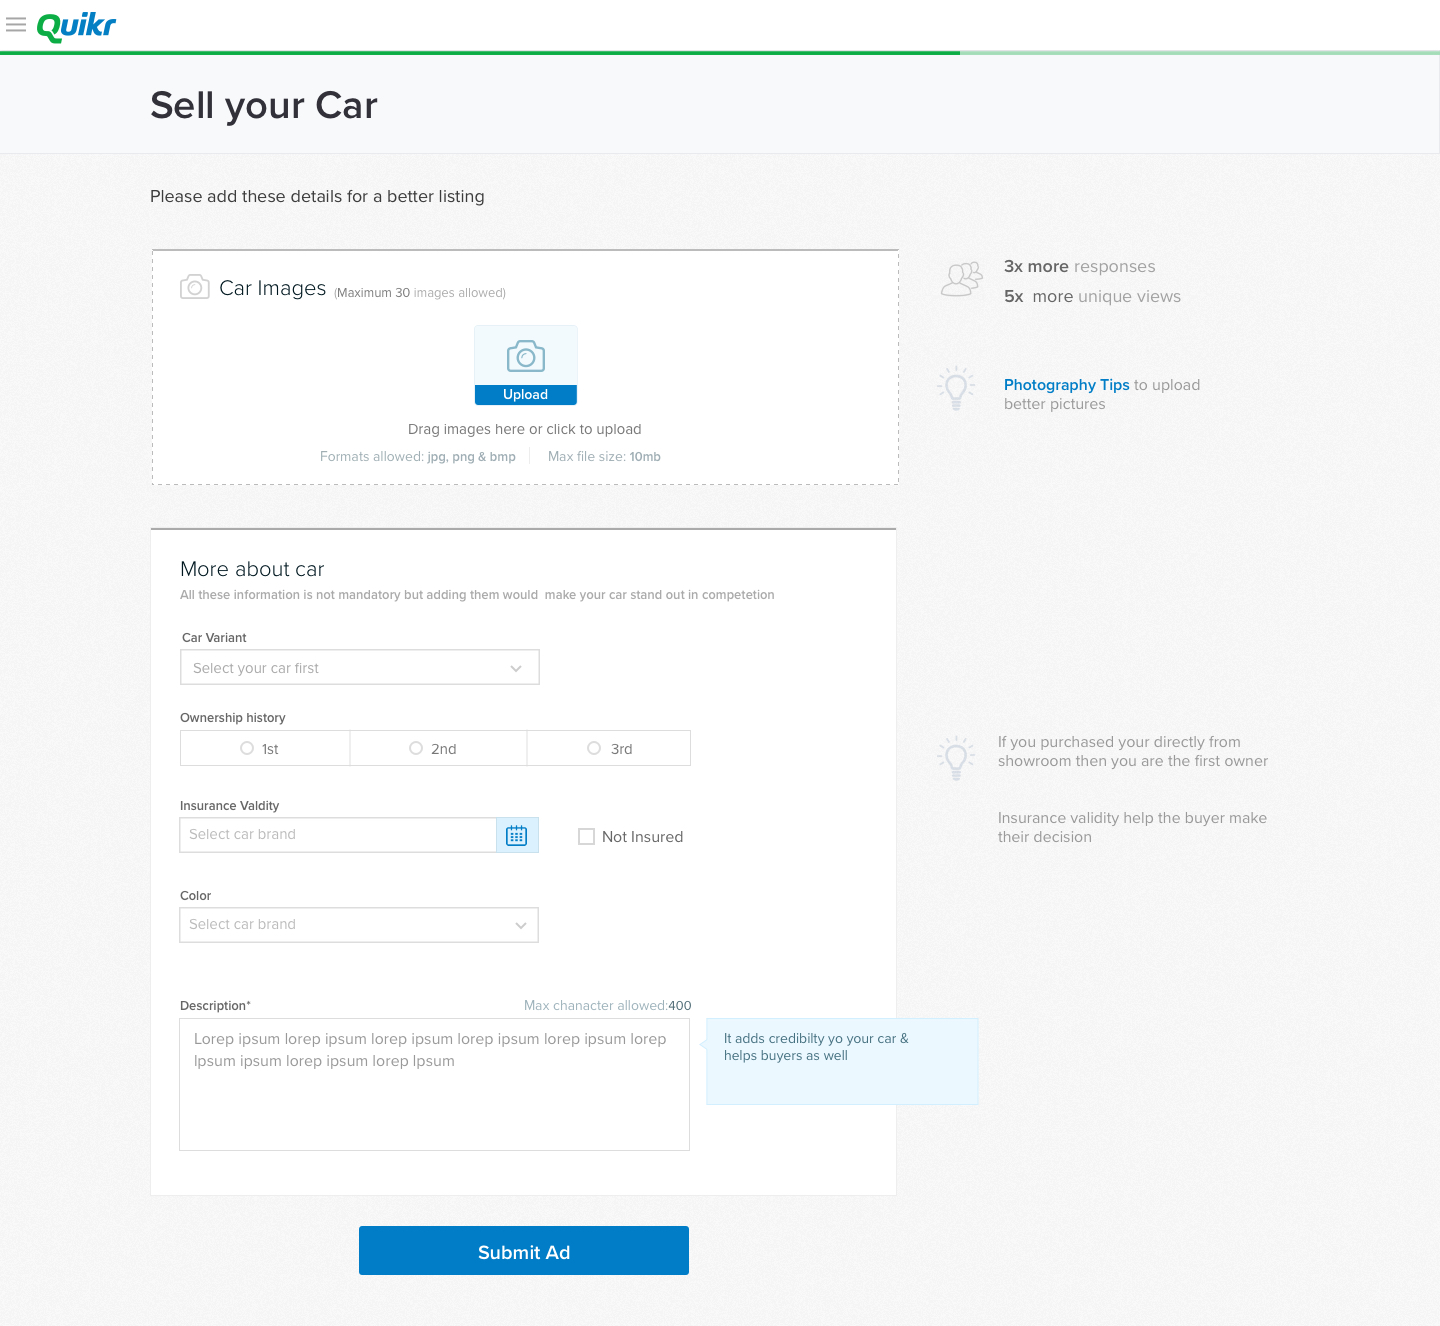 Quikr
Sell your Car
Please add these details for a better listing
Car Images (Maximum 30 images allowed)
Upload
Drag images here or click to upload
Formats allowed: jpg, png & bmp
Max file size: 10mb
3x more responses
5x more unique views
Photography Tips to upload
better pictures
More about car
All these information is not mandatory but adding them would make your car stand out in competetion
Car Variant
Select your car first
Ownership history
1st
2nd
3rd
If you purchased your directly from
showroom then you are the first owner
Insurance Valdity
Select car brand
Not Insured
Insurance validity help the buyer make
their decision
Color
Select car brand
Description*
Max chanacter allowed:400
Lorep ipsum lorep ipsum lorep ipsum lorep ipsum lorep ipsum lorep
Ipsum ipsum lorep ipsum lorep Ipsum
It adds credibilty yo your car &
helps buyers as well
Submit Ad